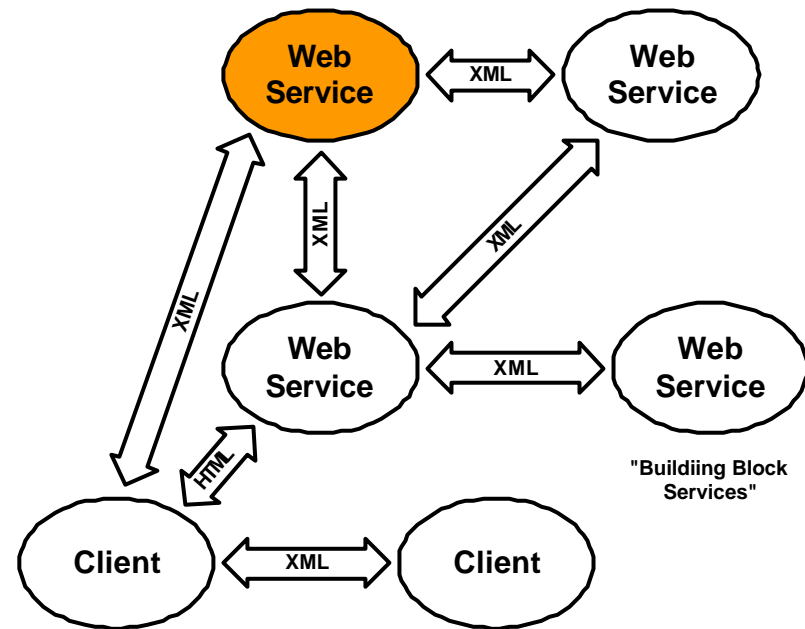 Web
Service
XML
Web
Service
XML
XML
XML
Web
Service
XML
Web
Service
HTML
"Buildiing Block
Services"
Client
XML
Client